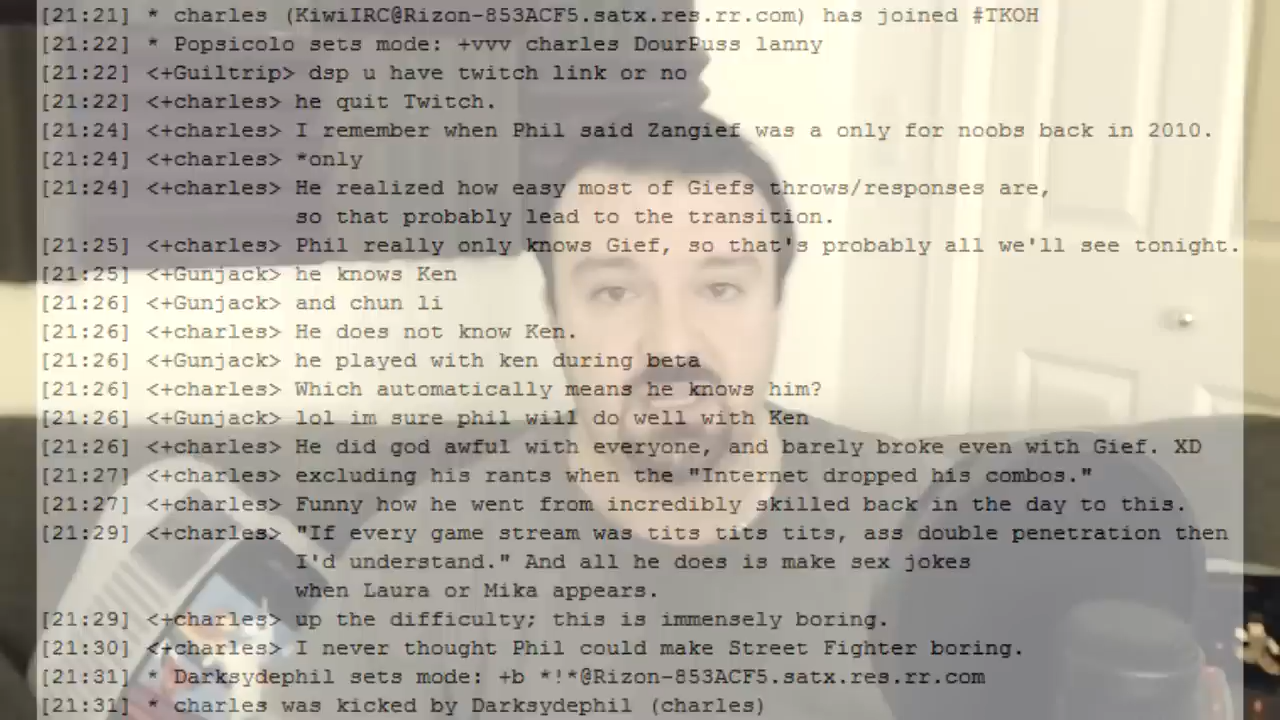 [21:21] * charles (KiwiIRC@Rizon-853ACF5.satx.res.rr.com) has joined #TKOH
[21:22] * Popsicolo sets mode: +vvv charles DourPuss lanny
[21:22] <+Guiltrip> dsp u have twitch link or no
[21:22] <+charles> he quit Twitch.
[21:24] <+charles> I remember when Phil said Zangief was a only for noobs back in 2010.
[21:24] <+charles> *only
[21:24] <+charles> He realized how easy most of Giefs throws/responses are,
so that probably lead to the transition.
[21:25] <+charles> Phil really only knows Gief, so that's probably all we'll see tonight.
[21:25] <+Gunjack> he knows Ken
[21:26] <+Gunjack> and chun li
[21:26] <+charles> He does not know Ken.
[21:26] <+Gunjack> he played with ken during beta
[21:26] <+charles> Which automatically means he knows him?
[21:26] <+Gunjack> lol im sure phil will do well with Ken
[21:26] <+charles> He did god awful with everyone, and barely broke even with Gief. XD
[21:27] <+charles> excluding his rants when the "Internet dropped his combos."
[21:27] <+charles> Funny how he went from incredibly skilled back in the day to this.
[21:29] <+charles> "If every game stream was tits tits tits, ass double penetration then
I'd understand." And all he does is make sex jokes
when Laura or Mika appears.
[21:29] <+charles> up the difficulty; this is immensely boring.
[21:30] <+charles> I never thought Phil could make Street Fighter boring.
[21:31] * Darksydephil sets mode: +b *!*@Rizon-853ACF5.satx.res.rr.com
[21:31] * charles was kicked by Darksydephil (charles)